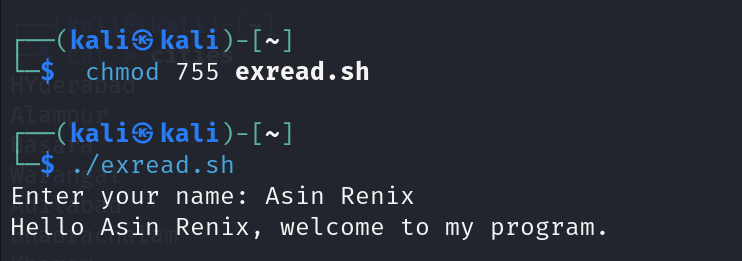 ┌──(kali㉿kali)-[~]
└─$ chmod 755 exread.sh
┌──(kali㉿kali)-[~]
└─$ ./exread.sh
Enter your name: Asin Renix
Hello Asin Renix, welcome to my program.